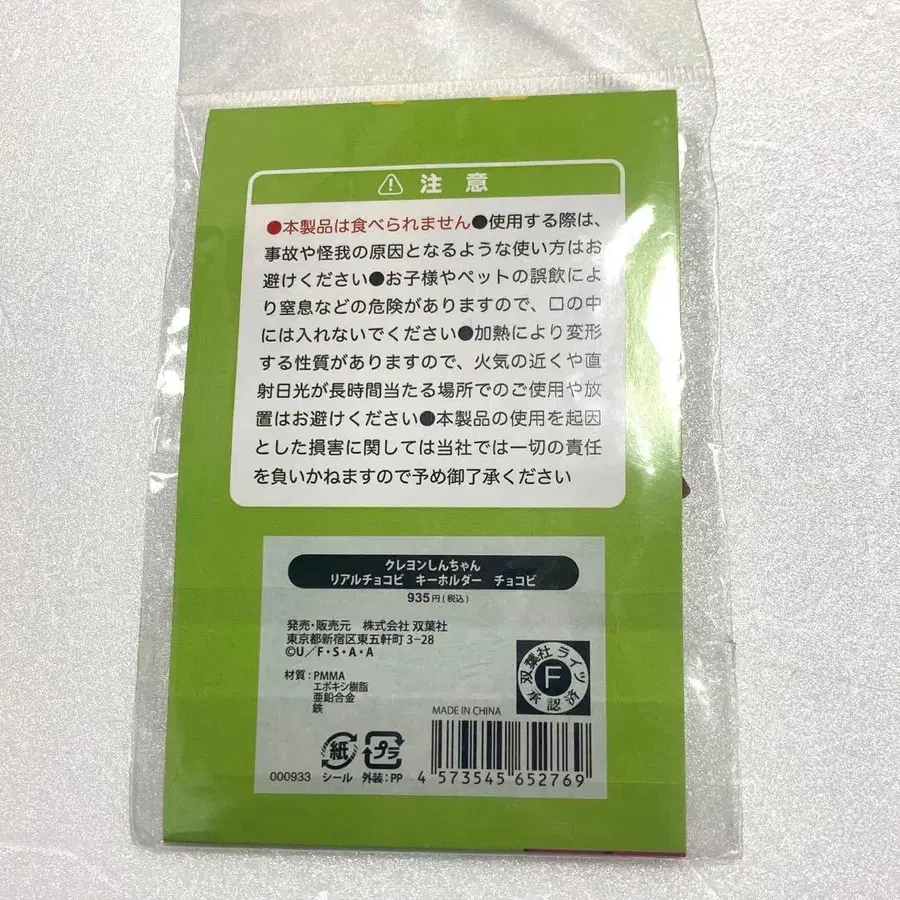 ⚠ 注意
●本製品は食べられません●使用する際は、
事故や怪我の原因となるような使い方はお
避けください●お子様やペットの誤飲によ
り窒息などの危険がありますので、口の中
には入れないでください●加熱により変形
する性質がありますので、火気の近くや直
射日光が長時間当たる場所でのご使用や放
置はお避けください●本製品の使用を起因
とした損害に関しては当社では一切の責任
を負いかねますので予め御了承ください
クレヨンしんちゃん
リアルチョコビ キーホルダー チョコビ
935円(税込)
発売・販売元 株式会社 双葉社
東京都新宿区東五軒町 3-28
©U/F・S・A・A
材質:PMMA
エポキシ樹脂
亜鉛合金
鉄
双葉社 ライツ
F
承認済
MADE IN CHINA
紙
プラ
000933 シール 外装:PP
4 573545 652769